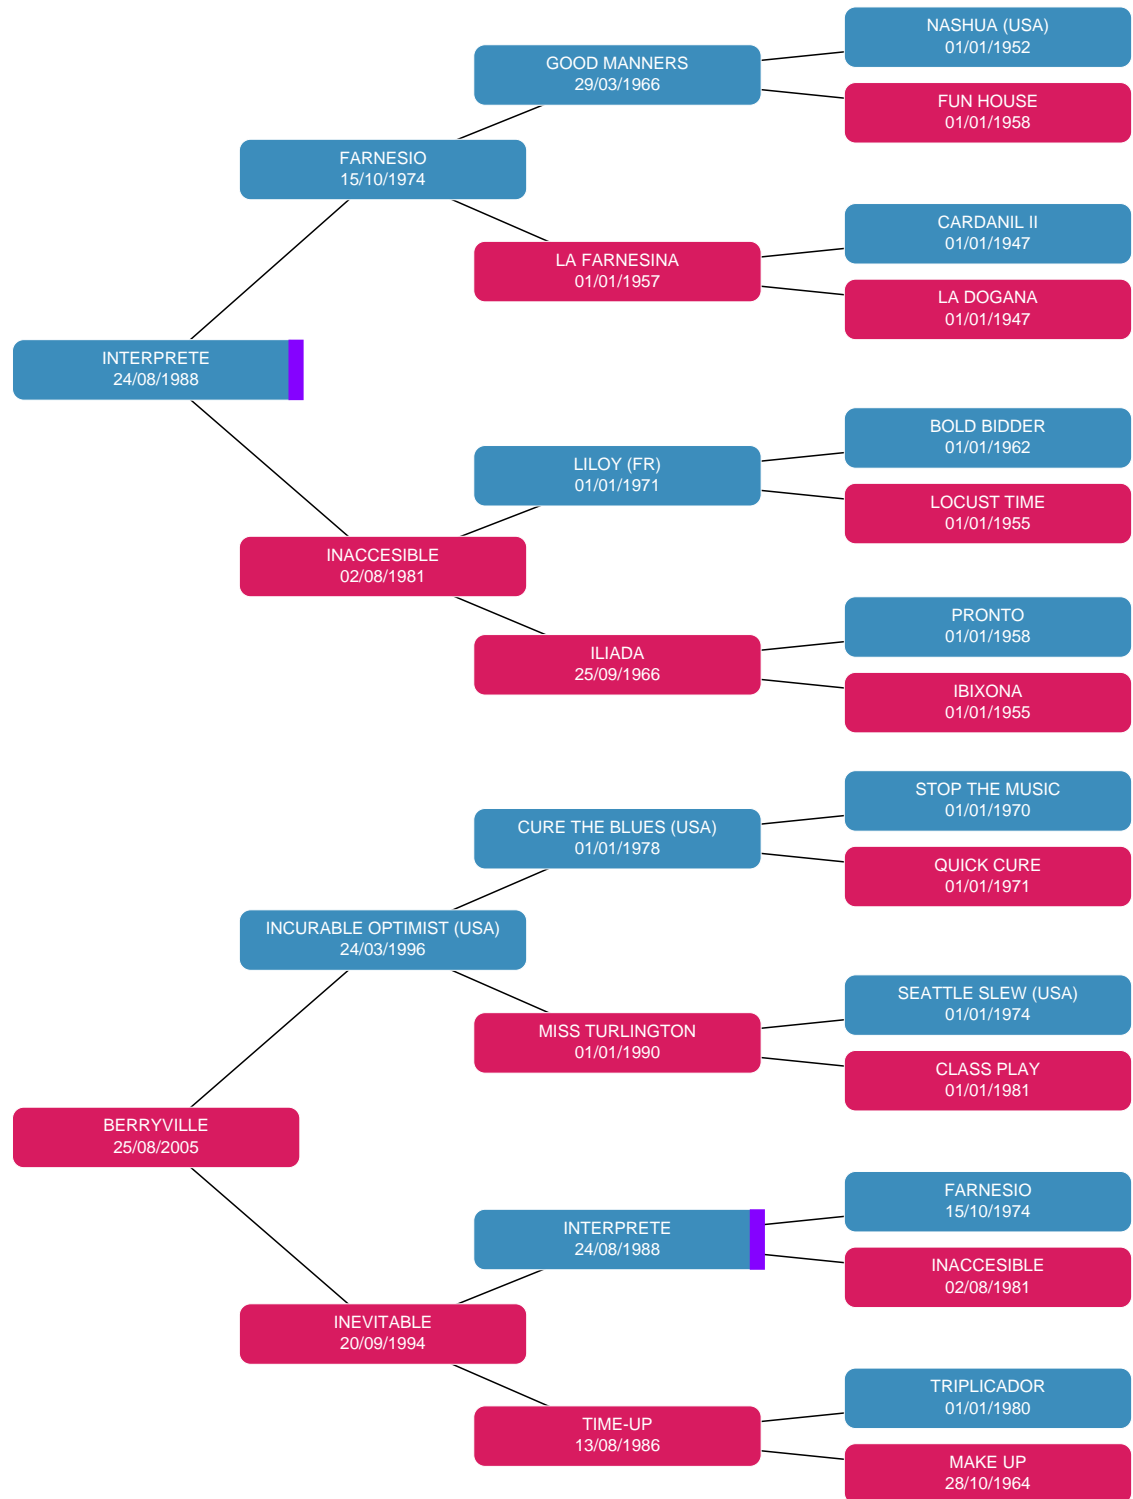 NASHUA (USA)
01/01/1952
GOOD MANNERS
29/03/1966
FUN HOUSE
01/01/1958
FARNESIO
15/10/1974
CARDANIL II
01/01/1947
LA FARNESINA
01/01/1957
LA DOGANA
01/01/1947
INTERPRETE
24/08/1988
BOLD BIDDER
01/01/1962
LILOY (FR)
01/01/1971
LOCUST TIME
01/01/1955
INACCESIBLE
02/08/1981
PRONTO
01/01/1958
ILIADA
25/09/1966
IBIXONA
01/01/1955
STOP THE MUSIC
01/01/1970
CURE THE BLUES (USA)
01/01/1978
QUICK CURE
01/01/1971
INCURABLE OPTIMIST (USA)
24/03/1996
SEATTLE SLEW (USA)
01/01/1974
MISS TURLINGTON
01/01/1990
CLASS PLAY
01/01/1981
BERRYVILLE
25/08/2005
FARNESIO
15/10/1974
INTERPRETE
24/08/1988
INACCESIBLE
02/08/1981
INEVITABLE
20/09/1994
TRIPLICADOR
01/01/1980
TIME-UP
13/08/1986
MAKE UP
28/10/1964